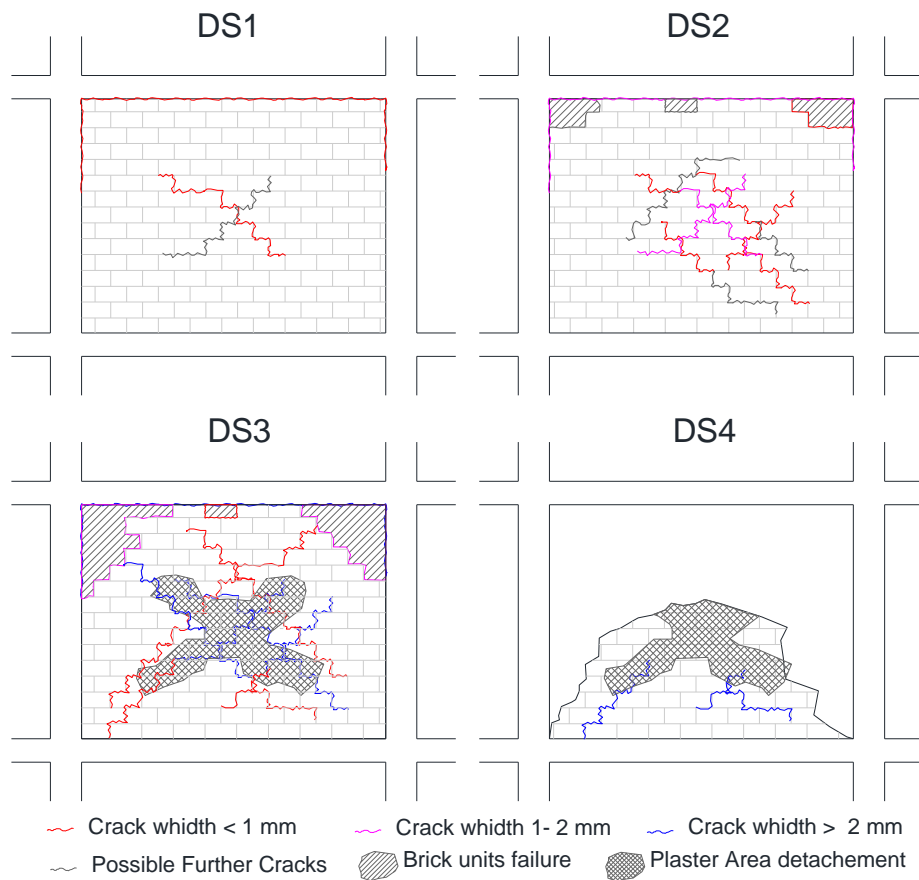 DS1
DS2
DS3
DS4
Crack whidth < 1 mm
Crack whidth 1- 2 mm
Crack whidth > 2 mm
Possible Further Cracks
Brick units failure
Plaster Area detachement